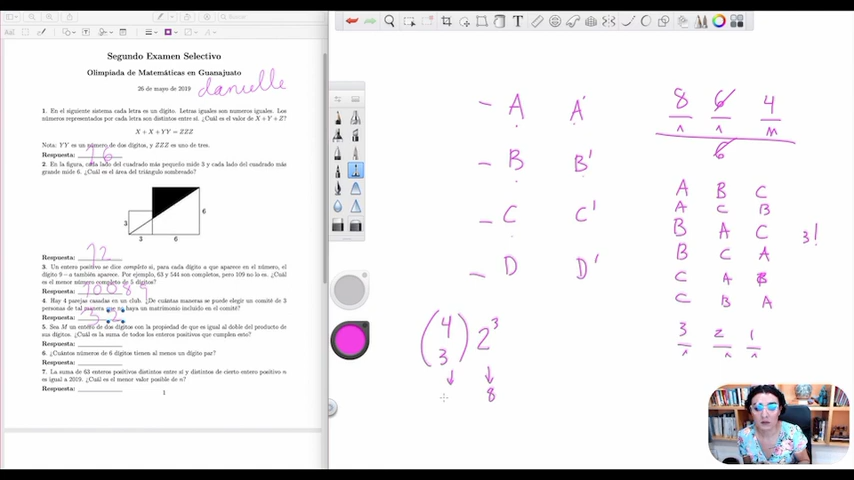 Buscar
Segundo Examen Selectivo
Olimpiada de Matemáticas en Guanajuato
26 de mayo de 2019
danielle
1. En el siguiente sistema cada letra es un dígito. Letras iguales son numeros iguales. Los
números representados por cada letra son distintos entre sí. ¿Cuál es el valor de X + Y + Z?
X + X + YY = ZZZ
Nota: YY es un número de dos dígitos, y ZZZ es uno de tres.
Respuesta: 16
2. En la figura, cada lado del cuadrado más pequeño mide 3 y cada lado del cuadrado más
grande mide 6. ¿Cuál es el área del triángulo sombreado?
3
6
3 6
Respuesta: 12
3. Un entero positivo se dice completo si, para cada dígito a que aparece en el número, el
dígito 9 − a también aparece. Por ejemplo, 63 y 544 son completos, pero 109 no lo es. ¿Cuál
es el menor número completo de 5 dígitos?
Respuesta: 10089
4. Hay 4 parejas casadas en un club. ¿De cuántas maneras se puede elegir un comité de 3
personas de tal manera que no haya un matrimonio incluido en el comité?
Respuesta: 32
5. Sea M un entero de dos dígitos con la propiedad de que es igual al doble del producto de
sus dígitos. ¿Cuál es la suma de todos los enteros positivos que cumplen esto?
Respuesta:
6. ¿Cuántos números de 6 dígitos tienen al menos un dígito par?
Respuesta:
7. La suma de 63 enteros positivos distintos entre sí y distintos de cierto entero positivo n
es igual a 2019. ¿Cuál es el menor valor posible de n?
Respuesta:
1
T
– A A'
– B B'
– C C'
– D D'
(4 3) 2³
8
8 6 4
6
A B C
A C B
B A C
B C A
C A B
C B A
3!
3 2 1